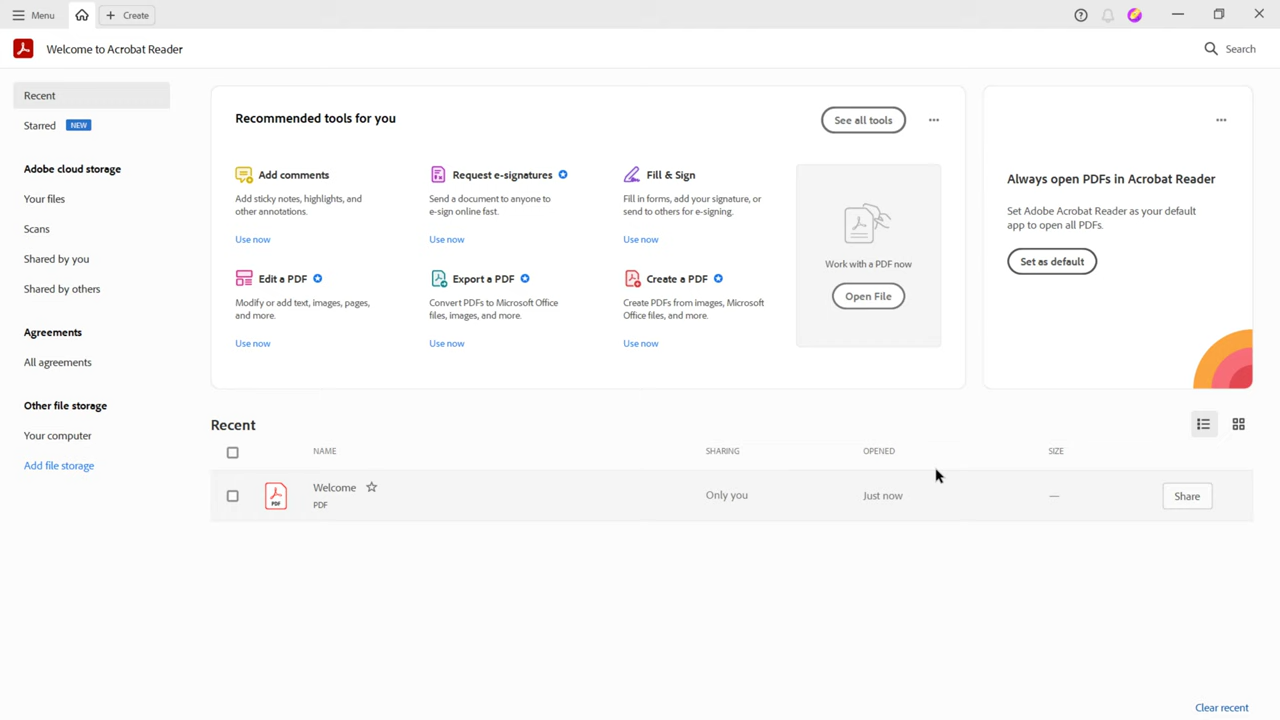 Menu
Create
Welcome to Acrobat Reader
Search
Recent
Starred NEW
Adobe cloud storage
Your files
Scans
Shared by you
Shared by others
Agreements
All agreements
Other file storage
Your computer
Add file storage
Recommended tools for you
See all tools
Add comments
Add sticky notes, highlights, and
other annotations.
Use now
Request e-signatures
Send a document to anyone to
e-sign online fast.
Use now
Fill & Sign
Fill in forms, add your signature, or
send to others for e-signing.
Use now
Edit a PDF
Modify or add text, images, pages,
and more.
Use now
Export a PDF
Convert PDFs to Microsoft Office
files, images, and more.
Use now
Create a PDF
Create PDFs from images, Microsoft
Office files, and more.
Use now
Work with a PDF now
Open File
Always open PDFs in Acrobat Reader
Set Adobe Acrobat Reader as your default
app to open all PDFs.
Set as default
Recent
NAME SHARING OPENED SIZE
PDF
Welcome
PDF
Only you
Just now
—
Share
Clear recent